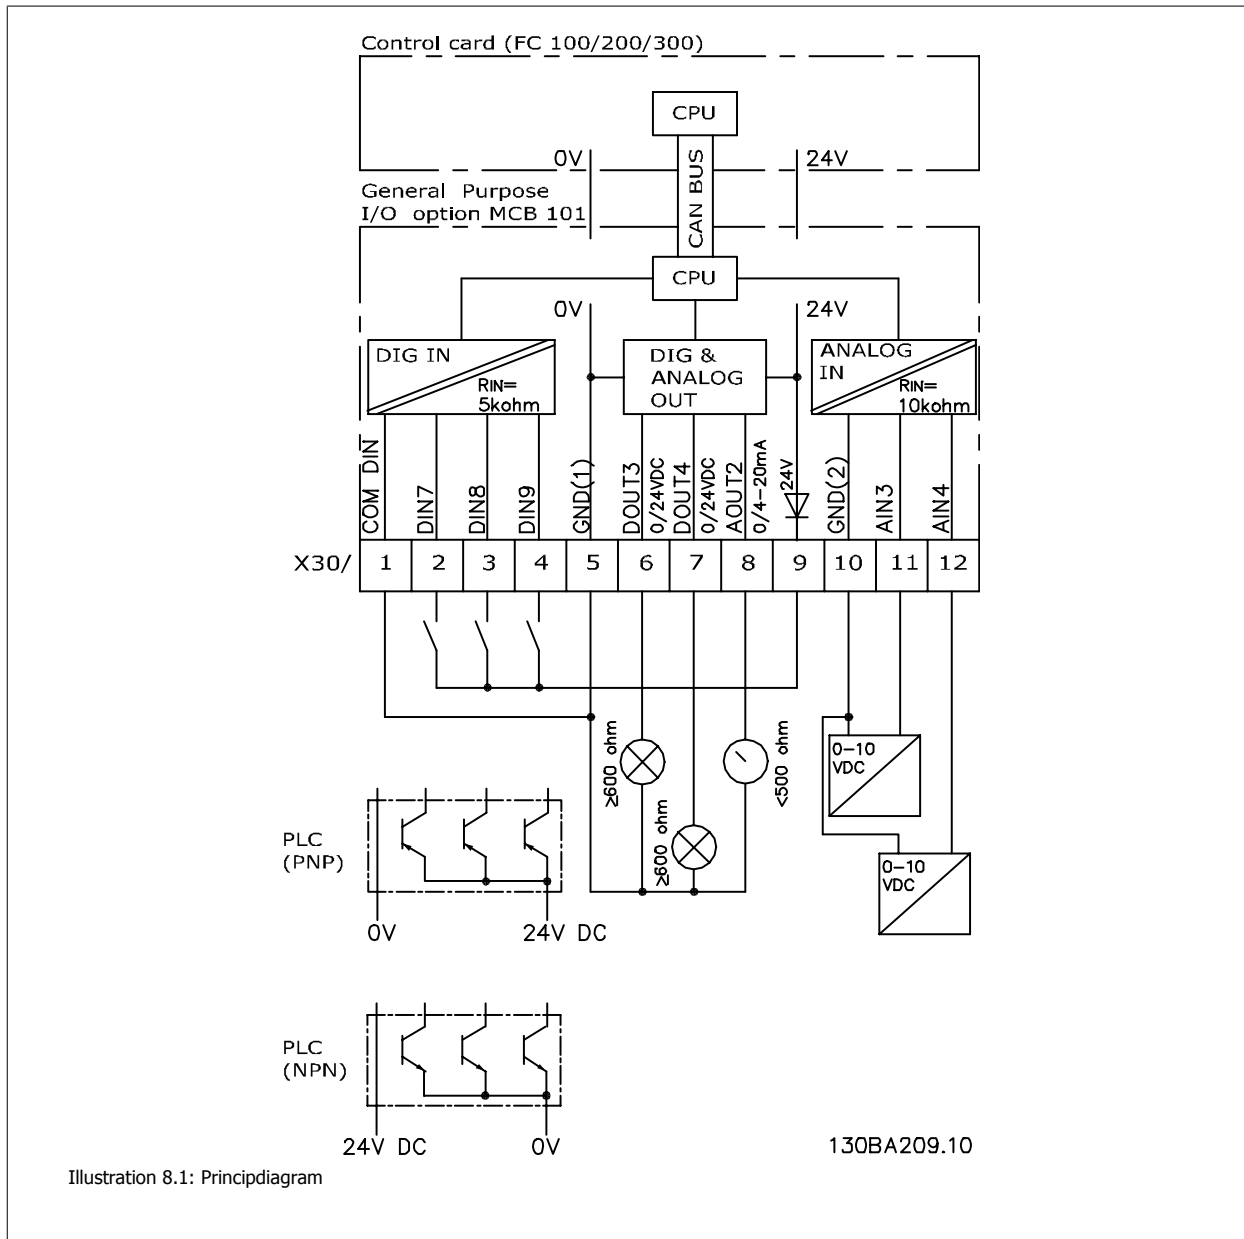 Control card (FC 100/200/300)
CPU
0V
CAN BUS
24V
General Purpose
I/O option MCB 101
CPU
0V
24V
DIG IN
RIN=
5kohm
DIG &
ANALOG
OUT
ANALOG
IN
RIN=
10kohm
COM DIN
DIN7
DIN8
DIN9
GND(1)
DOUT3
0/24VDC
DOUT4
0/24VDC
AOUT2
0/4-20mA
24V
GND(2)
AIN3
AIN4
X30/ 1 2 3 4 5 6 7 8 9 10 11 12
≥600 ohm
≥600 ohm
<500 ohm
0-10
VDC
0-10
VDC
PLC
(PNP)
0V
24V DC
PLC
(NPN)
24V DC
0V
130BA209.10
Illustration 8.1: Principdiagram